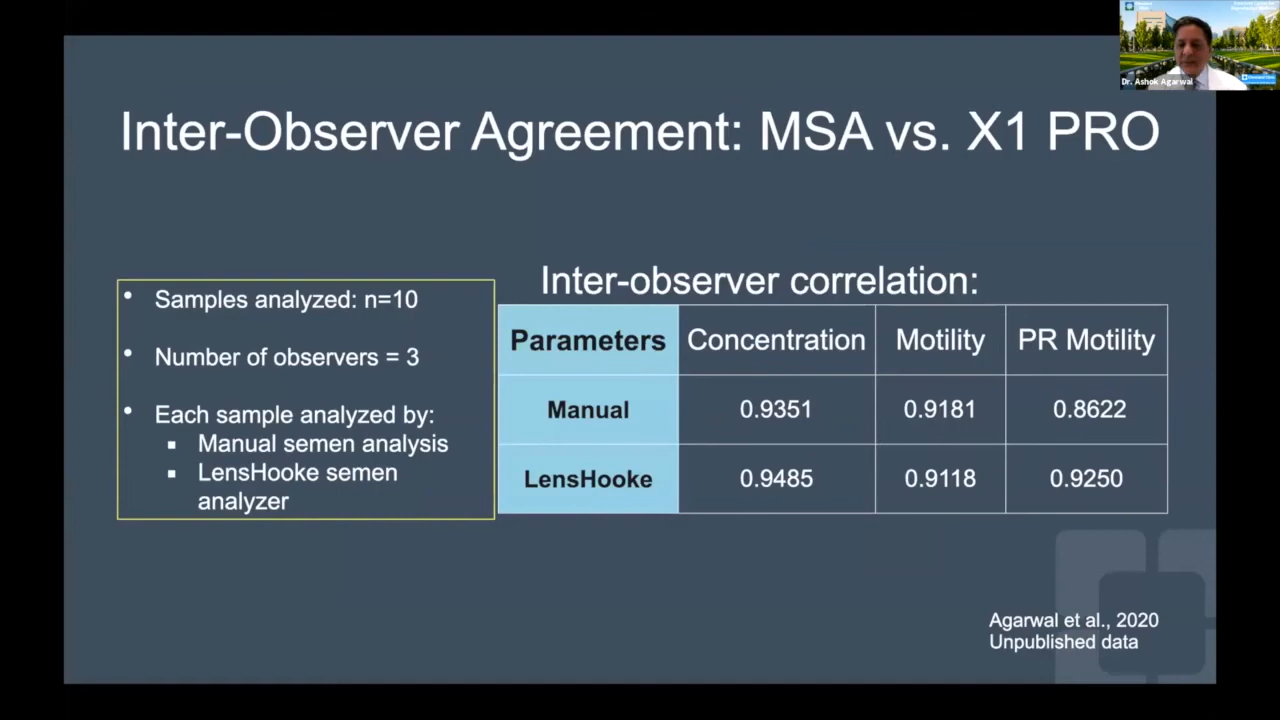 Dr. Ashok Agarwal
Inter-Observer Agreement: MSA vs. X1 PRO
• Samples analyzed: n=10
• Number of observers = 3
• Each sample analyzed by:
▪ Manual semen analysis
▪ LensHooke semen
analyzer
Inter-observer correlation:
Parameters Concentration Motility PR Motility
Manual 0.9351 0.9181 0.8622
LensHooke 0.9485 0.9118 0.9250
Agarwal et al., 2020
Unpublished data